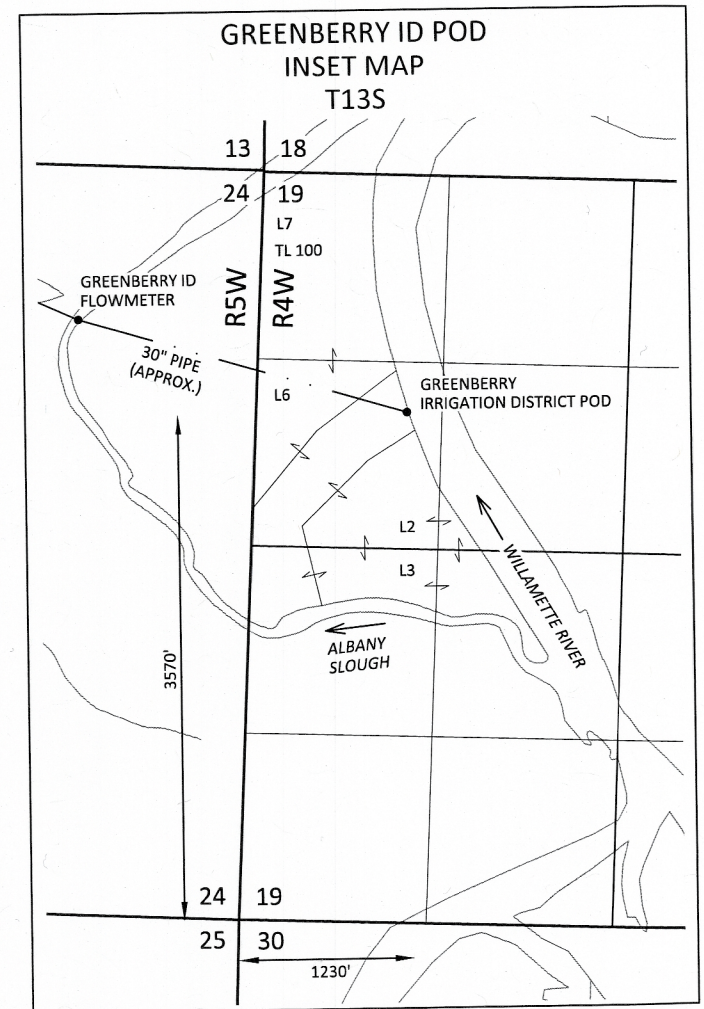 GREENBERRY ID POD
INSET MAP
T13S
13 18
24 19
L7
TL 100
GREENBERRY ID
FLOWMETER
R5W
R4W
30" PIPE
(APPROX.)
L6
GREENBERRY
IRRIGATION DISTRICT POD
L2
L3
WILLAMETTE RIVER
ALBANY
SLOUGH
3570'
24 19
25 30
1230'